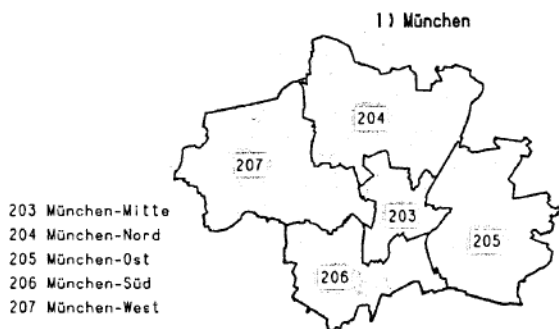 1) München
204
207
203
205
206
203 München-Mitte
204 München-Nord
205 München-Ost
206 München-Süd
207 München-West